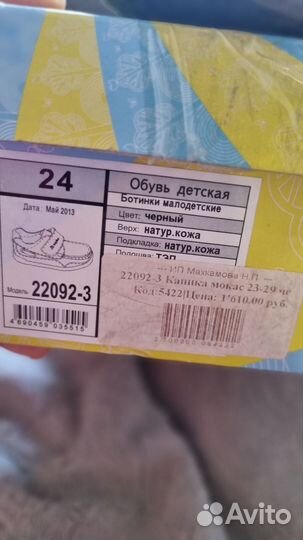 24
Обувь детская
Дата: Май 2013
Ботинки малодетские
Цвет: черный
Верх: натур.кожа
Подкладка: натур.кожа
Подошва: ТЭП
Модель: 22092-3
4690459035515
--- ИП Махкамова Н.П. ---
22092-3 Капика мокас 23-29 че
Код:5422|Цена: 1'610.00 руб.
Avito